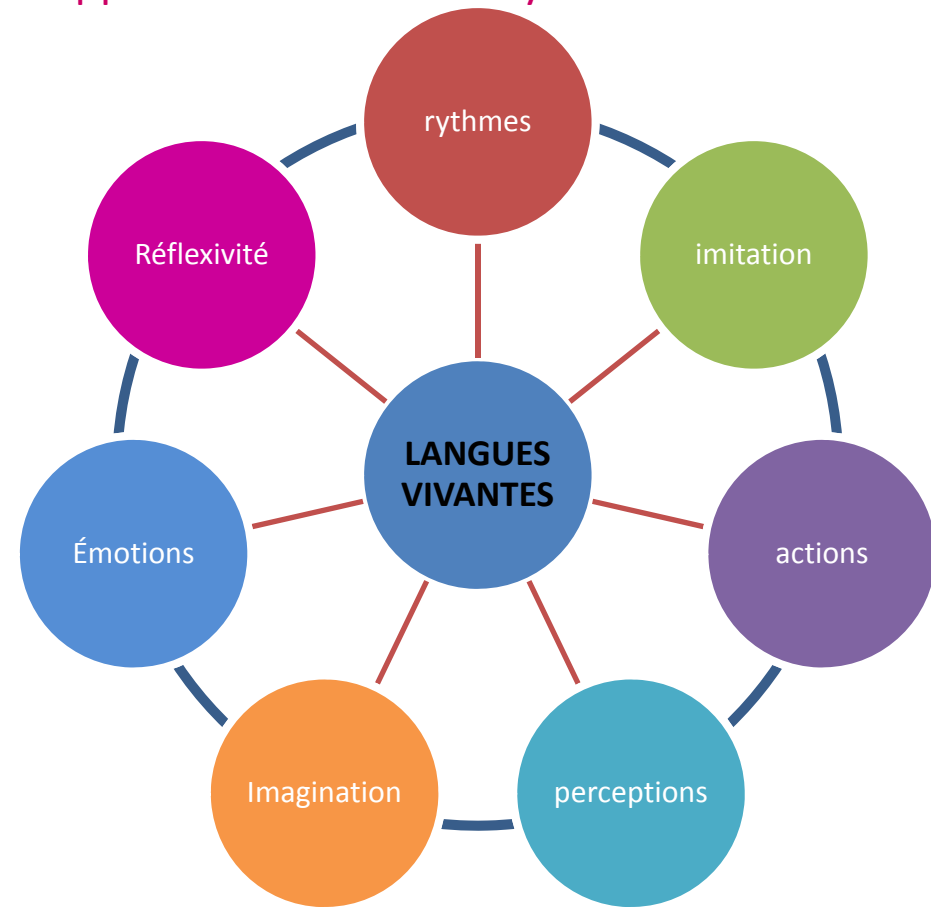 rythmes
imitation
actions
perceptions
Imagination
Émotions
Réflexivité
LANGUES
VIVANTES